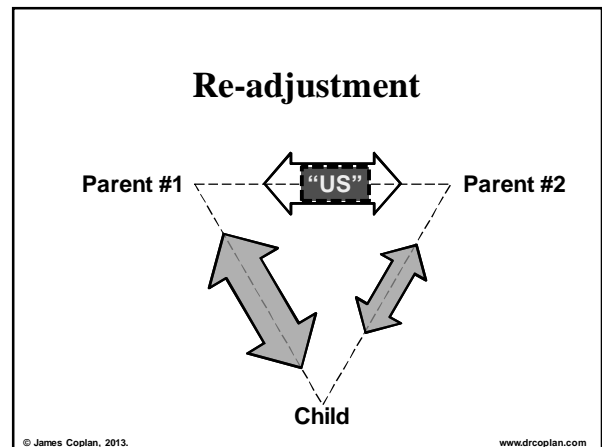 Re-adjustment
“US”
Parent #1
Parent #2
Child
© James Coplan, 2013.
www.drcoplan.com